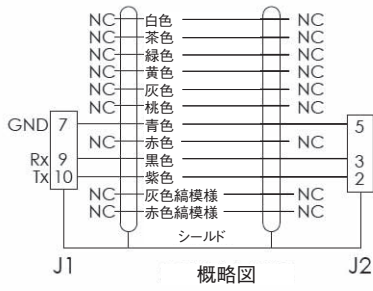 NC 白色 NC
NC 茶色 NC
NC 緑色 NC
NC 黄色 NC
NC 灰色 NC
NC 桃色 NC
GND 7 青色 5
NC 赤色 NC
Rx 9 黒色 3
Tx 10 紫色 2
NC 灰色縞模様 NC
NC 赤色縞模様 NC
シールド
J1 概略図 J2